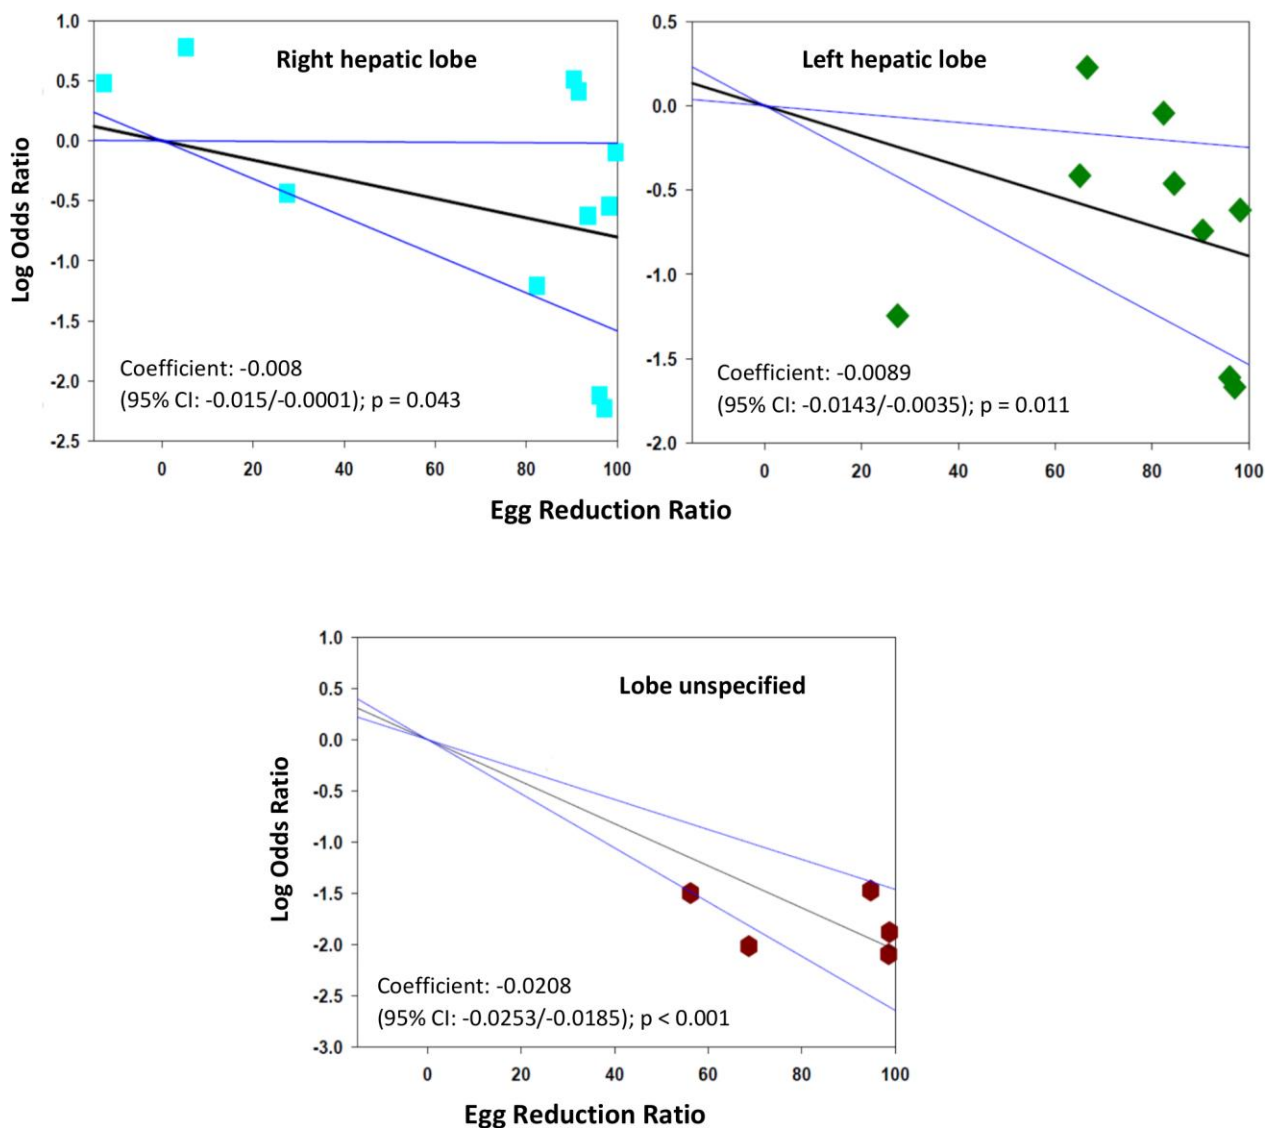 Right hepatic lobe
Log Odds Ratio
1.0
0.5
0.0
-0.5
-1.0
-1.5
-2.0
-2.5
Coefficient: -0.008
(95% CI: -0.015/-0.0001); p = 0.043
0 20 40 60 80 100
Left hepatic lobe
0.5
0.0
-0.5
-1.0
-1.5
-2.0
Coefficient: -0.0089
(95% CI: -0.0143/-0.0035); p = 0.011
0 20 40 60 80 100
Egg Reduction Ratio
Lobe unspecified
Log Odds Ratio
1.0
0.5
0.0
-0.5
-1.0
-1.5
-2.0
-2.5
-3.0
Coefficient: -0.0208
(95% CI: -0.0253/-0.0185); p < 0.001
0 20 40 60 80 100
Egg Reduction Ratio